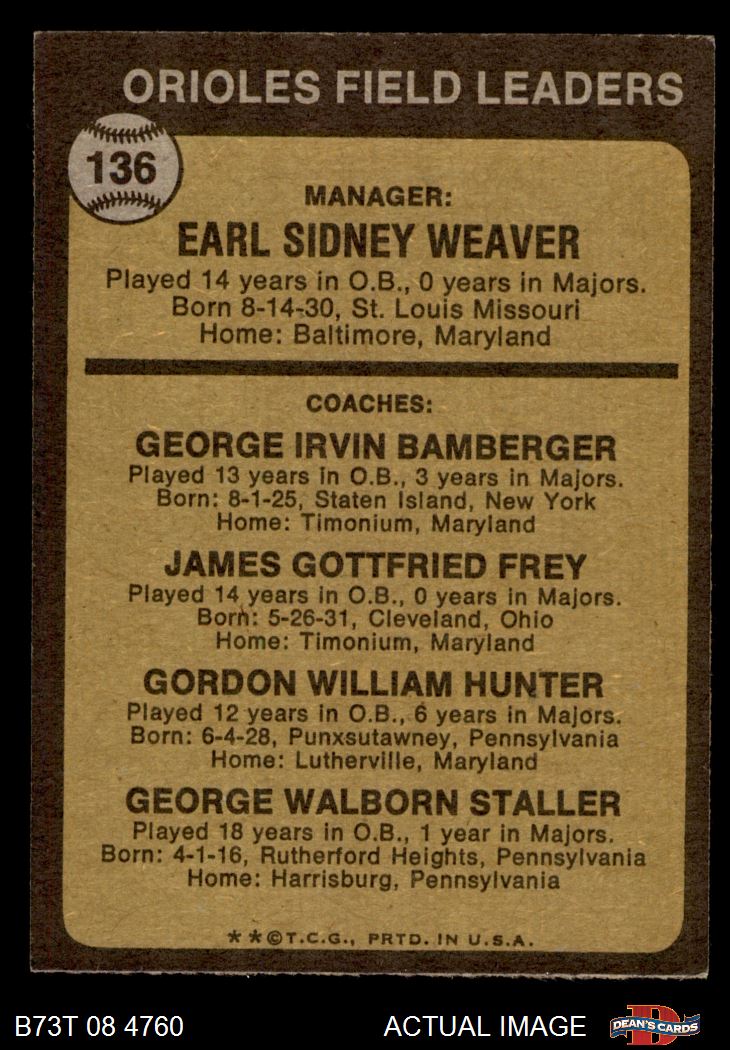 ORIOLES FIELD LEADERS
136
MANAGER:
EARL SIDNEY WEAVER
Played 14 years in O.B., 0 years in Majors.
Born 8-14-30, St. Louis Missouri
Home: Baltimore, Maryland
COACHES:
GEORGE IRVIN BAMBERGER
Played 13 years in O.B., 3 years in Majors.
Born: 8-1-25, Staten Island, New York
Home: Timonium, Maryland
JAMES GOTTFRIED FREY
Played 14 years in O.B., 0 years in Majors.
Born: 5-26-31, Cleveland, Ohio
Home: Timonium, Maryland
GORDON WILLIAM HUNTER
Played 12 years in O.B., 6 years in Majors.
Born: 6-4-28, Punxsutawney, Pennsylvania
Home: Lutherville, Maryland
GEORGE WALBORN STALLER
Played 18 years in O.B., 1 year in Majors.
Born: 4-1-16, Rutherford Heights, Pennsylvania
Home: Harrisburg, Pennsylvania
**©T.C.G., PRTD. IN U.S.A.
B73T 08 4760 ACTUAL IMAGE D DEAN'S CARDS